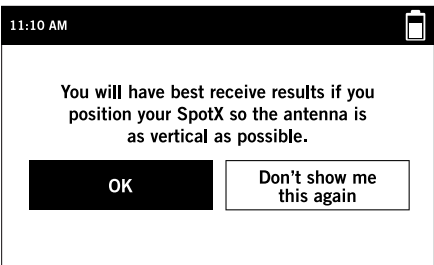 11:10 AM
You will have best receive results if you
position your SpotX so the antenna is
as vertical as possible.
OK
Don't show me
this again